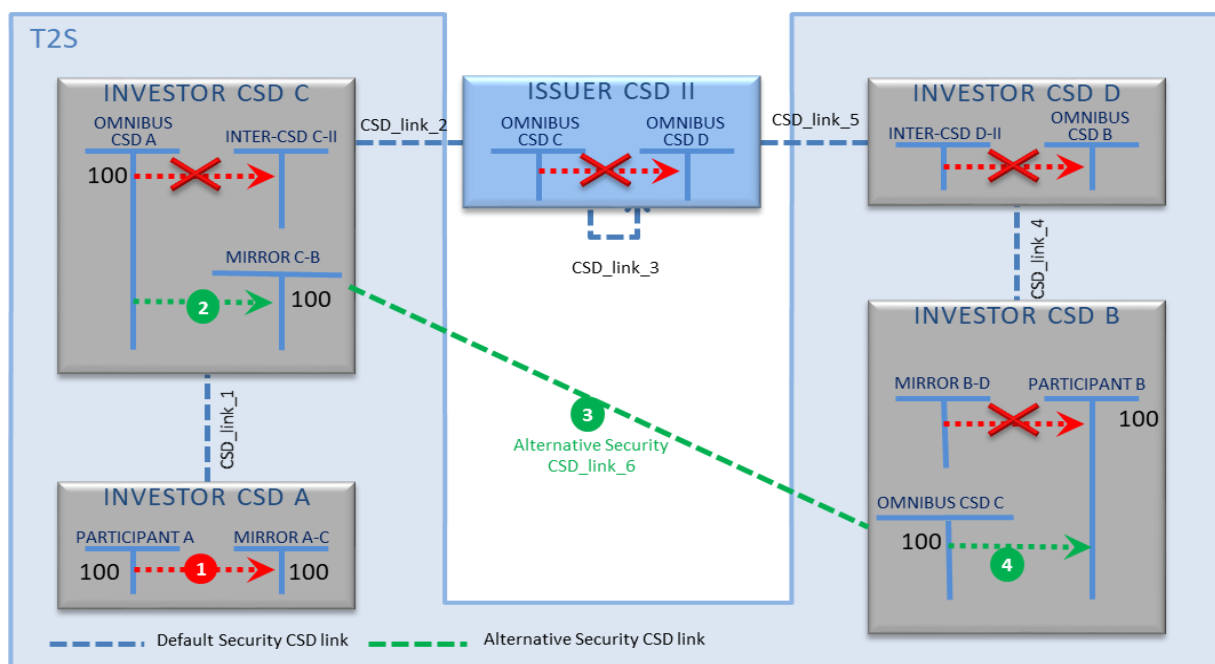 T2S
INVESTOR CSD C
OMNIBUS
CSD A
INTER-CSD C-II
100
MIRROR C-B
2
100
CSD_link_2
ISSUER CSD II
OMNIBUS
CSD C
OMNIBUS
CSD D
CSD_link_3
CSD_link_5
INVESTOR CSD D
INTER-CSD D-II
OMNIBUS
CSD B
CSD_link_4
CSD_link_1
3
Alternative Security
CSD_link_6
INVESTOR CSD B
MIRROR B-D
PARTICIPANT B
100
OMNIBUS CSD C
100
4
INVESTOR CSD A
PARTICIPANT A
MIRROR A-C
100
1
100
Default Security CSD link
Alternative Security CSD link